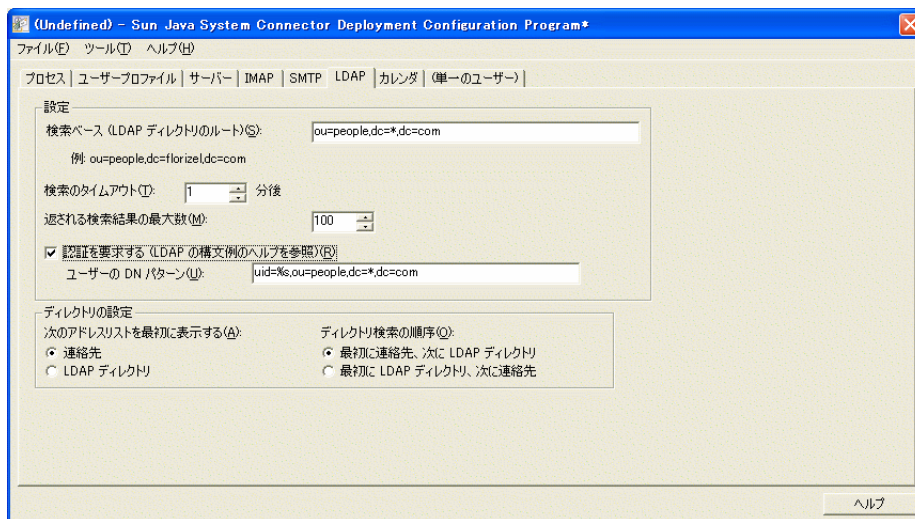 (Undefined) - Sun Java System Connector Deployment Configuration Program*
ファイル(F) ツール(T) ヘルプ(H)
プロセス ユーザープロファイル サーバー IMAP SMTP LDAP カレンダ (単一のユーザー)
設定
検索ベース (LDAP ディレクトリのルート)(S): ou=people,dc=*,dc=com
例: ou=people,dc=florizel,dc=com
検索のタイムアウト(T): 1 分後
返される検索結果の最大数(M): 100
認証を要求する (LDAP の構文例のヘルプを参照)(R)
ユーザーの DN パターン(U): uid=%s,ou=people,dc=*,dc=com
ディレクトリの設定
次のアドレスリストを最初に表示する(A): ディレクトリ検索の順序(O):
連絡先 最初に連絡先、次に LDAP ディレクトリ
LDAP ディレクトリ 最初に LDAP ディレクトリ、次に連絡先
ヘルプ